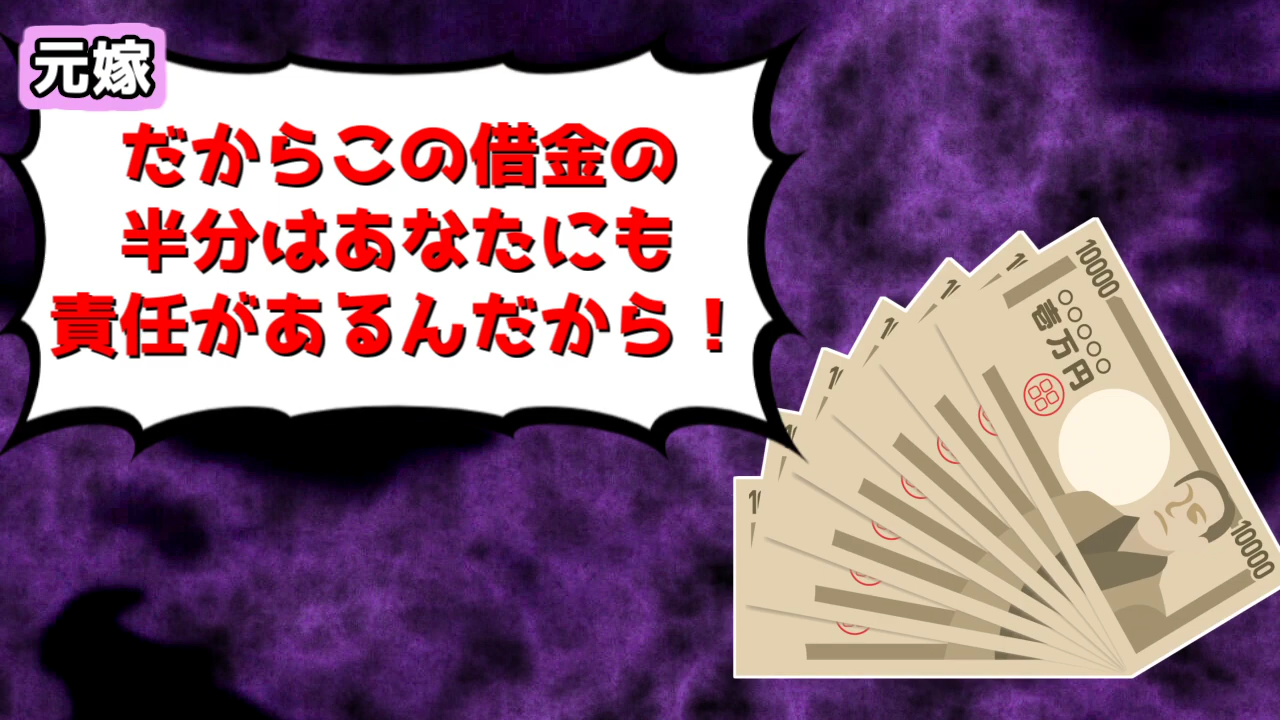 元嫁
だからこの借金の
半分はあなたにも
責任があるんだから！
10000
〇〇〇〇〇
壱万円
10000